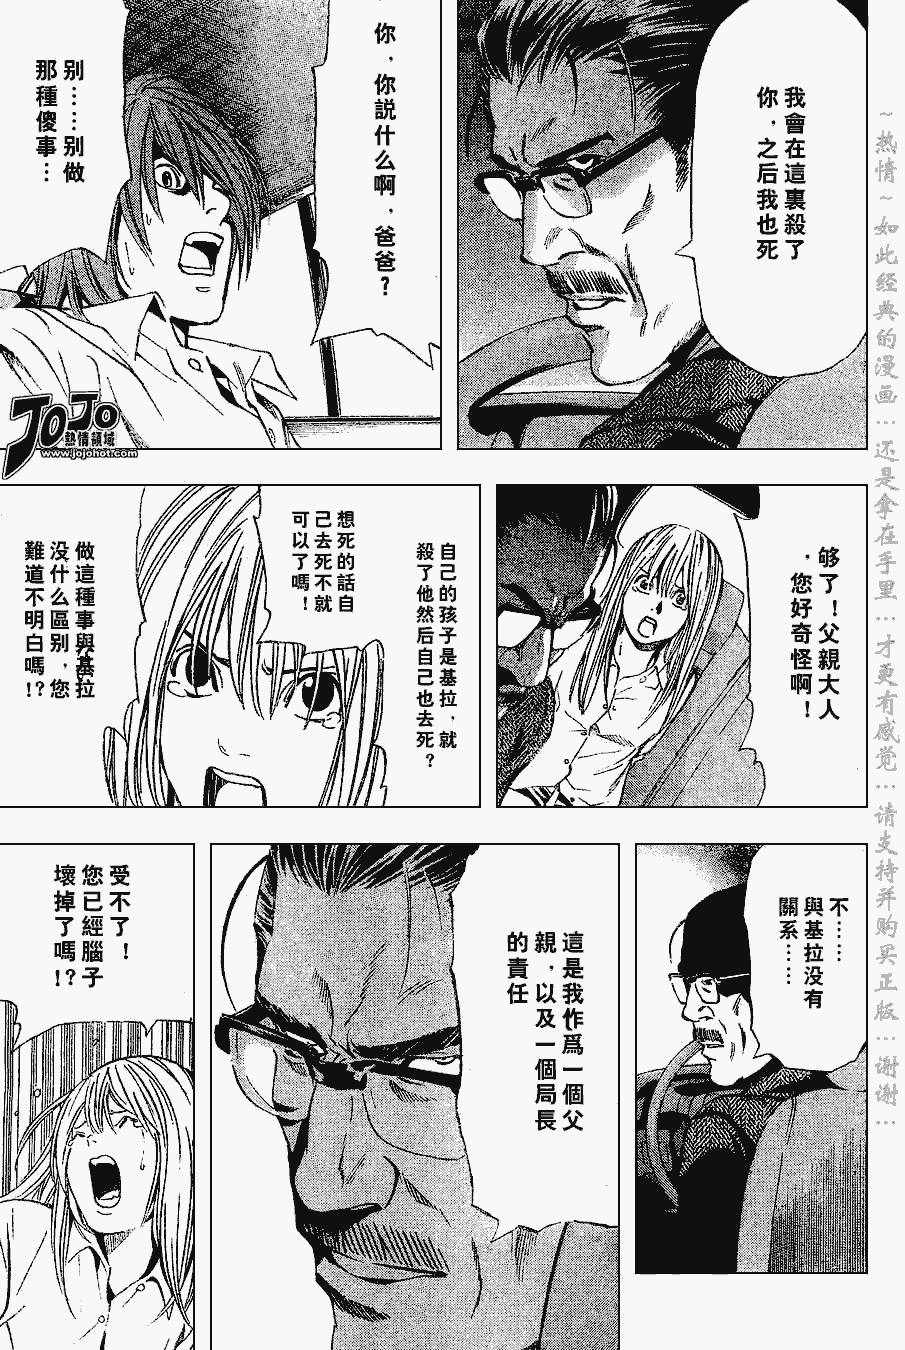 我會在這裏殺了
你，之后我也死
你，你説什么啊，爸爸？
别……别做
那種傻事…
JOJO
熱情領域
www.jojohot.com
够了！父親大人
，您好奇怪啊！
自己的孩子是基拉，就
殺了他然后自己也去死？
想死的話自
己去死不就
可以了嗎！
做這種事與基拉
没什么區别，您
難道不明白嗎！？
不……
與基拉没有
關系……
這是我作爲一個父
親，以及一個局長
的責任
受不了！
您已經腦子
壞掉了嗎！？
~热情~如此经典的漫画…还是拿在手里…才更有感觉…请支持并购买正版…谢谢…